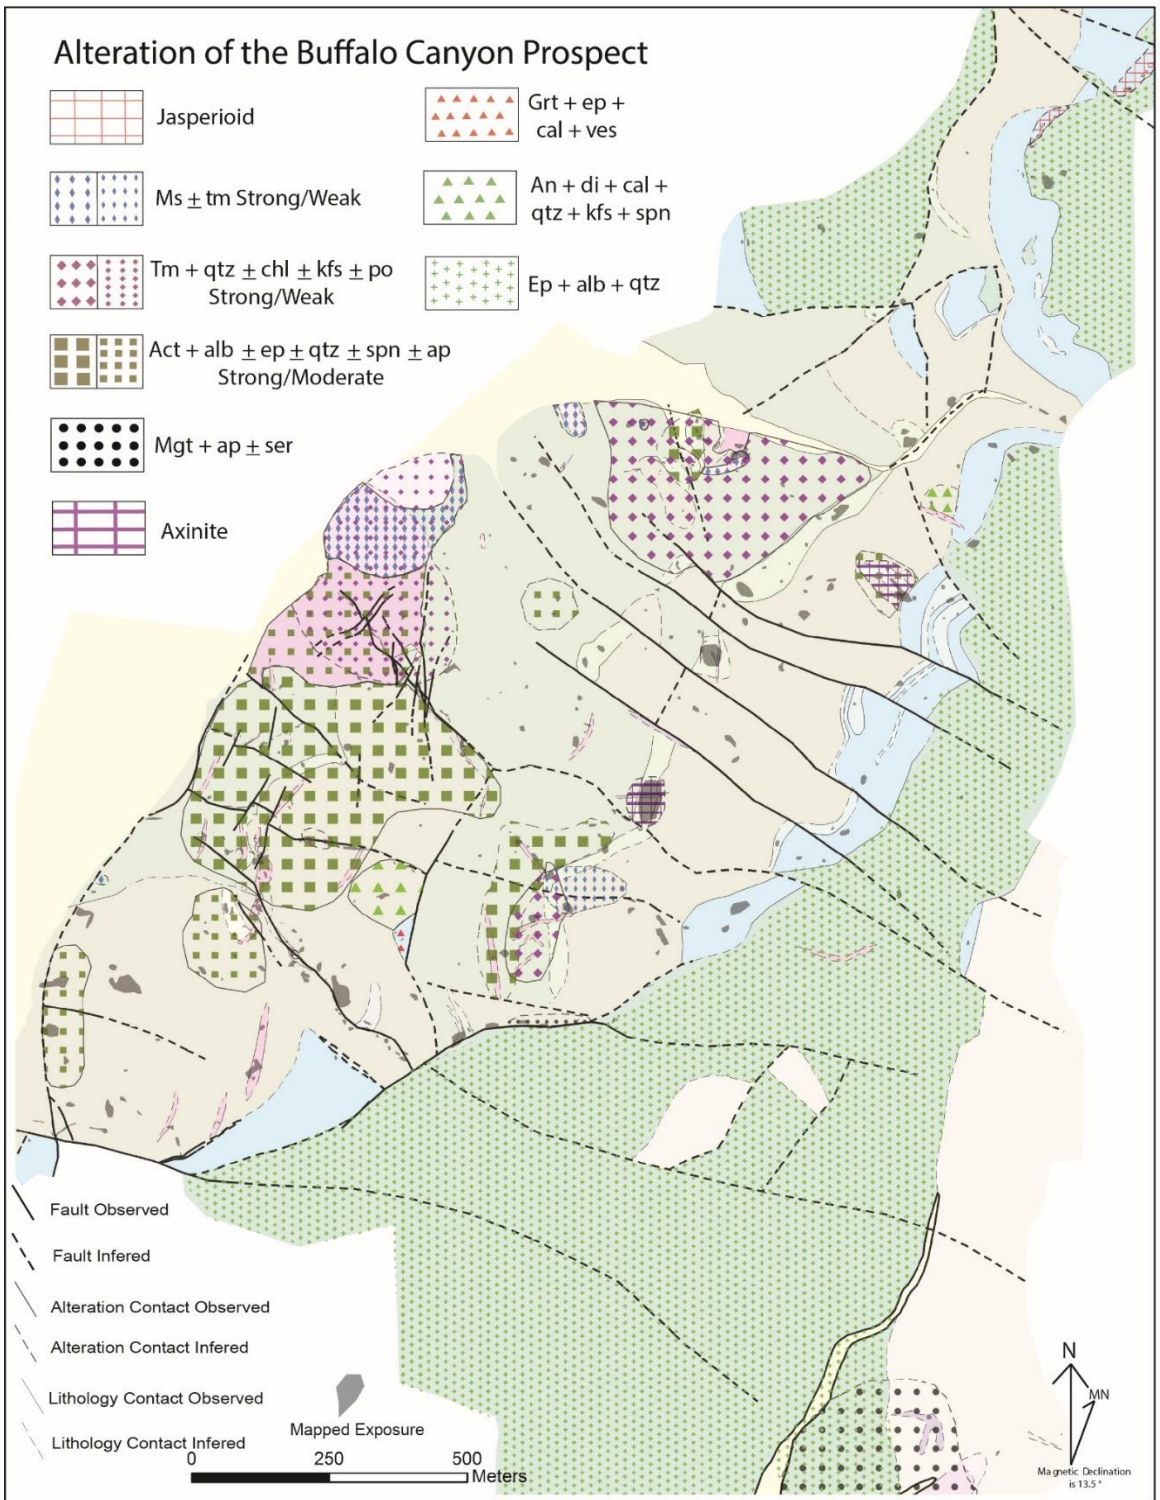 Alteration of the Buffalo Canyon Prospect
Jasperioid
Ms ± tm Strong/Weak
Tm + qtz ± chl ± kfs ± po
Strong/Weak
Act + alb ± ep ± qtz ± spn ± ap
Strong/Moderate
Mgt + ap ± ser
Axinite
Grt + ep +
cal + ves
An + di + cal +
qtz + kfs + spn
Ep + alb + qtz
Fault Observed
Fault Infered
Alteration Contact Observed
Alteration Contact Infered
Lithology Contact Observed
Lithology Contact Infered
Mapped Exposure
0 250 500
Meters
N
MN
Magnetic Declination
is 13.5 °